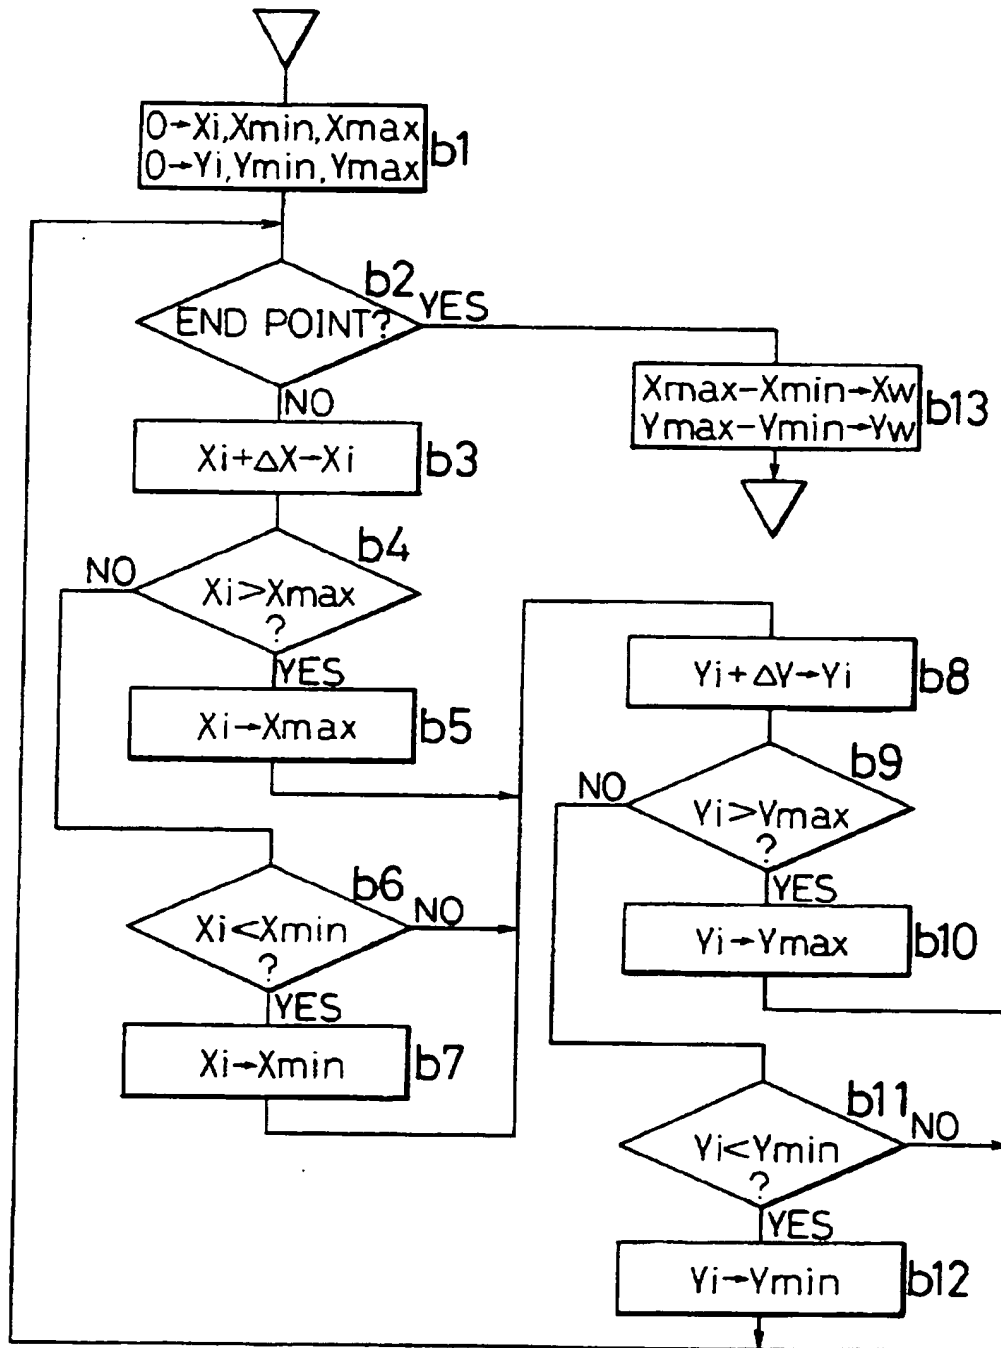 0→Xi,Xmin,Xmax
0→Yi,Ymin,Ymax
b1
b2
END POINT?
YES
NO
Xmax-Xmin→Xw
Ymax-Ymin→Yw
b13
Xi+△X→Xi
b3
b4
NO
Xi>Xmax
?
YES
Xi→Xmax
b5
b6
Xi<Xmin
?
NO
YES
Xi→Xmin
b7
Yi+△Y→Yi
b8
b9
NO
Yi>Ymax
?
YES
Yi→Ymax
b10
b11
Yi<Ymin
?
NO
YES
Yi→Ymin
b12